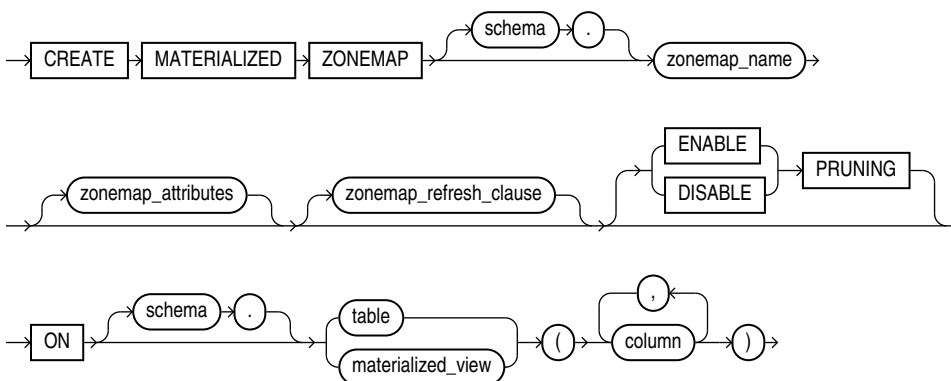 schema .
CREATE MATERIALIZED ZONEMAP zonemap_name
ENABLE
zonemap_attributes zonemap_refresh_clause DISABLE PRUNING
schema . table ,
ON materialized_view ( column )